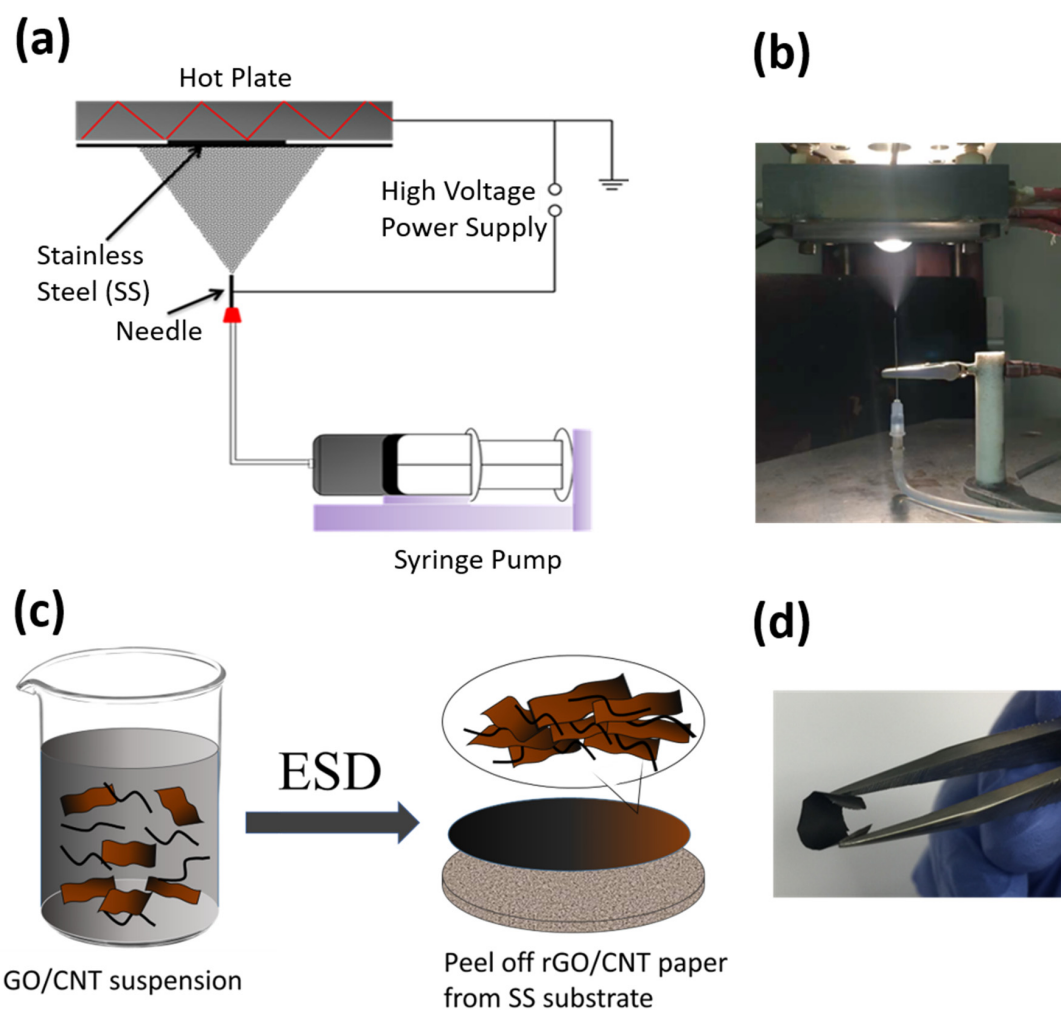 (a)
Hot Plate
High Voltage
Power Supply
Stainless
Steel (SS)
Needle
Syringe Pump
(b)
(c)
ESD
GO/CNT suspension
Peel off rGO/CNT paper
from SS substrate
(d)